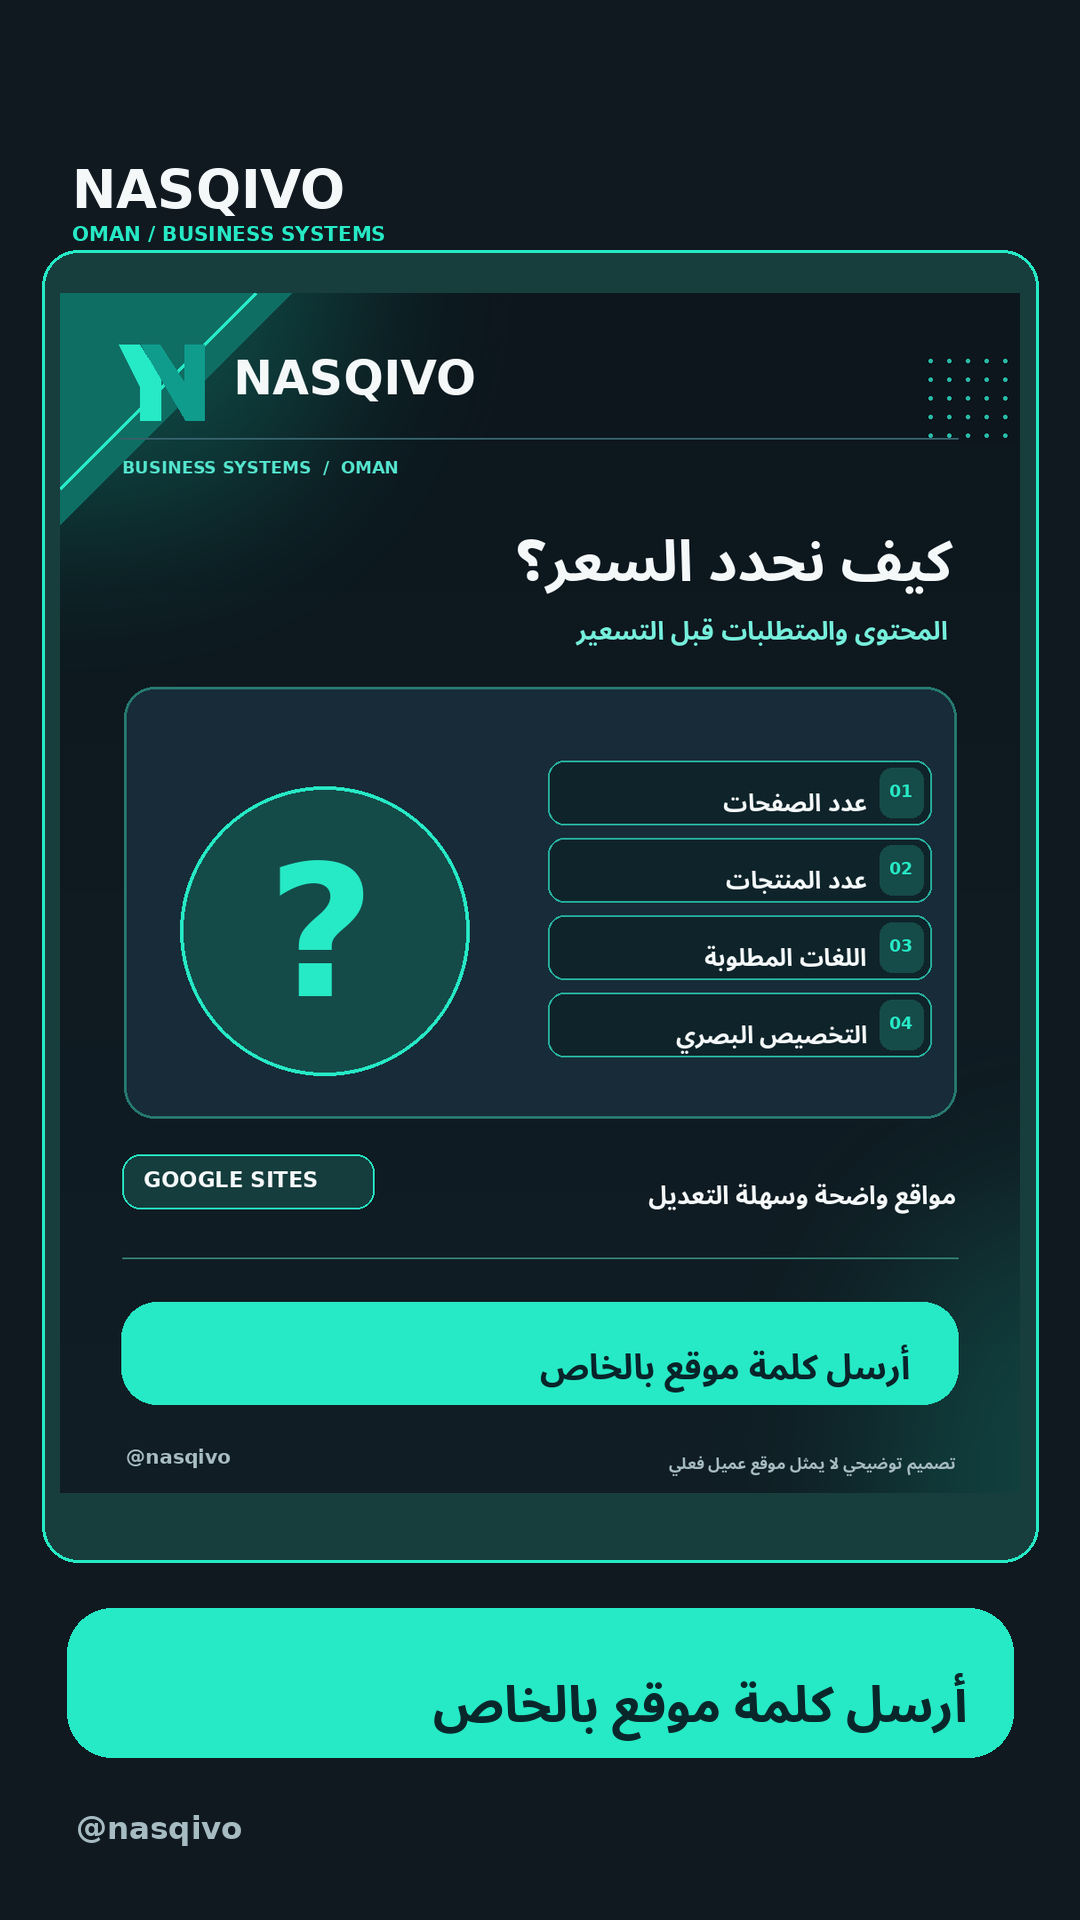 NASQIVO
OMAN / BUSINESS SYSTEMS
NASQIVO
BUSINESS SYSTEMS / OMAN
كيف نحدد السعر؟
المحتوى والمتطلبات قبل التسعير
?
01 عدد الصفحات
02 عدد المنتجات
03 اللغات المطلوبة
04 التخصيص البصري
GOOGLE SITES
مواقع واضحة وسهلة التعديل
أرسل كلمة موقع بالخاص
@nasqivo
تصميم توضيحي لا يمثل موقع عميل فعلي
أرسل كلمة موقع بالخاص
@nasqivo